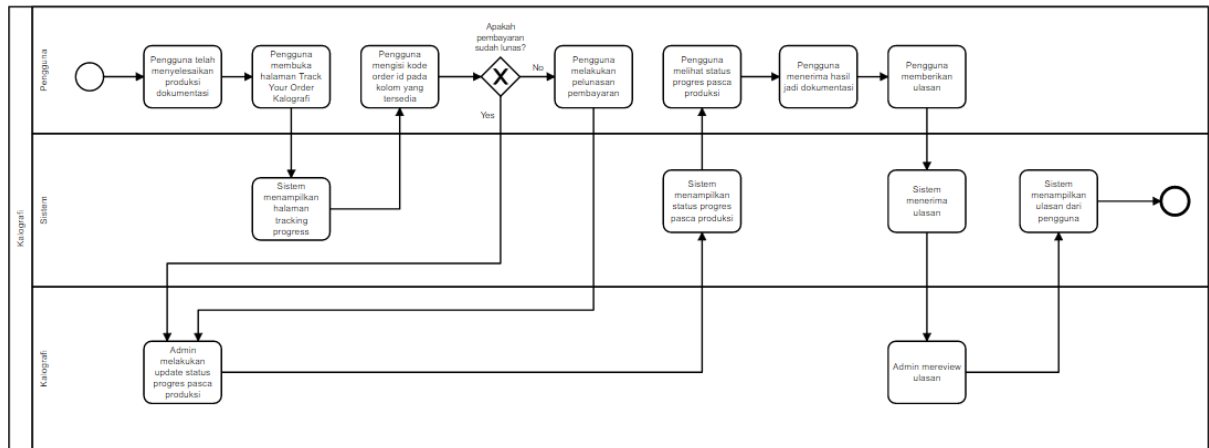 Kalografi
Pengguna
Pengguna telah
menyelesaikan
produksi
dokumentasi
Pengguna
membuka
halaman Track
Your Order
Kalografi
Pengguna
mengisi kode
order id pada
kolom yang
tersedia
Apakah
pembayaran
sudah lunas?
No
Yes
Pengguna
melakukan
pelunasan
pembayaran
Pengguna
melihat status
progres pasca
produksi
Pengguna
menerima hasil
jadi dokumentasi
Pengguna
memberikan
ulasan
Sistem
Sistem
menampilkan
halaman
tracking
progress
Sistem
menampilkan
status progres
pasca produksi
Sistem
menerima
ulasan
Sistem
menampilkan
ulasan dari
pengguna
Kalografi
Admin
melakukan
update status
progres pasca
produksi
Admin mereview
ulasan